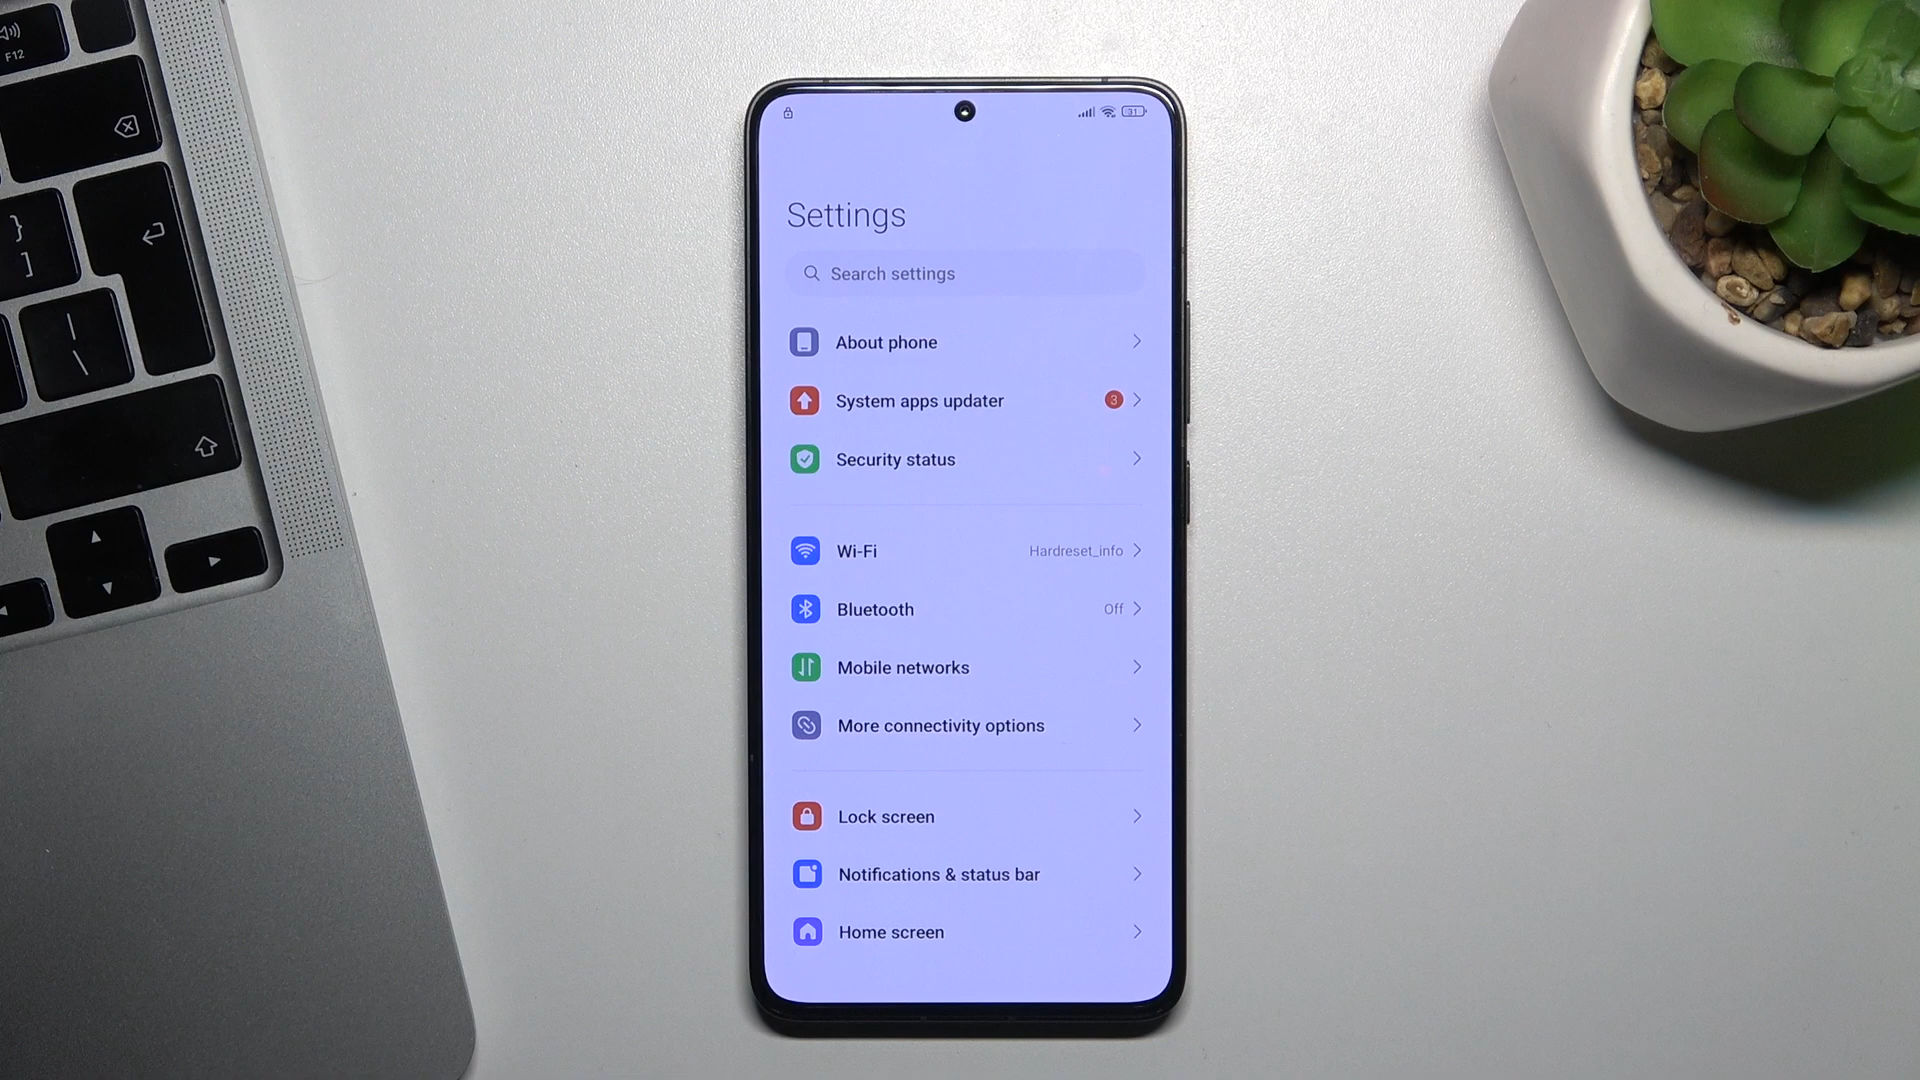 F12
}
]
|
\
31
Settings
Search settings
About phone
System apps updater 3
Security status
Wi-Fi Hardreset_info
Bluetooth Off
Mobile networks
More connectivity options
Lock screen
Notifications & status bar
Home screen